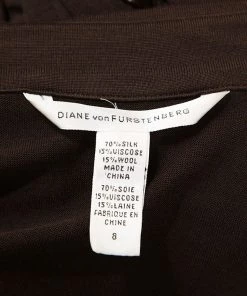 DIANE von FURSTENBERG
70% SILK
15% VISCOSE
15% WOOL
MADE IN
CHINA
70% SOIE
15% VISCOSE
15% LAINE
FABRIQUE EN
CHINE
8